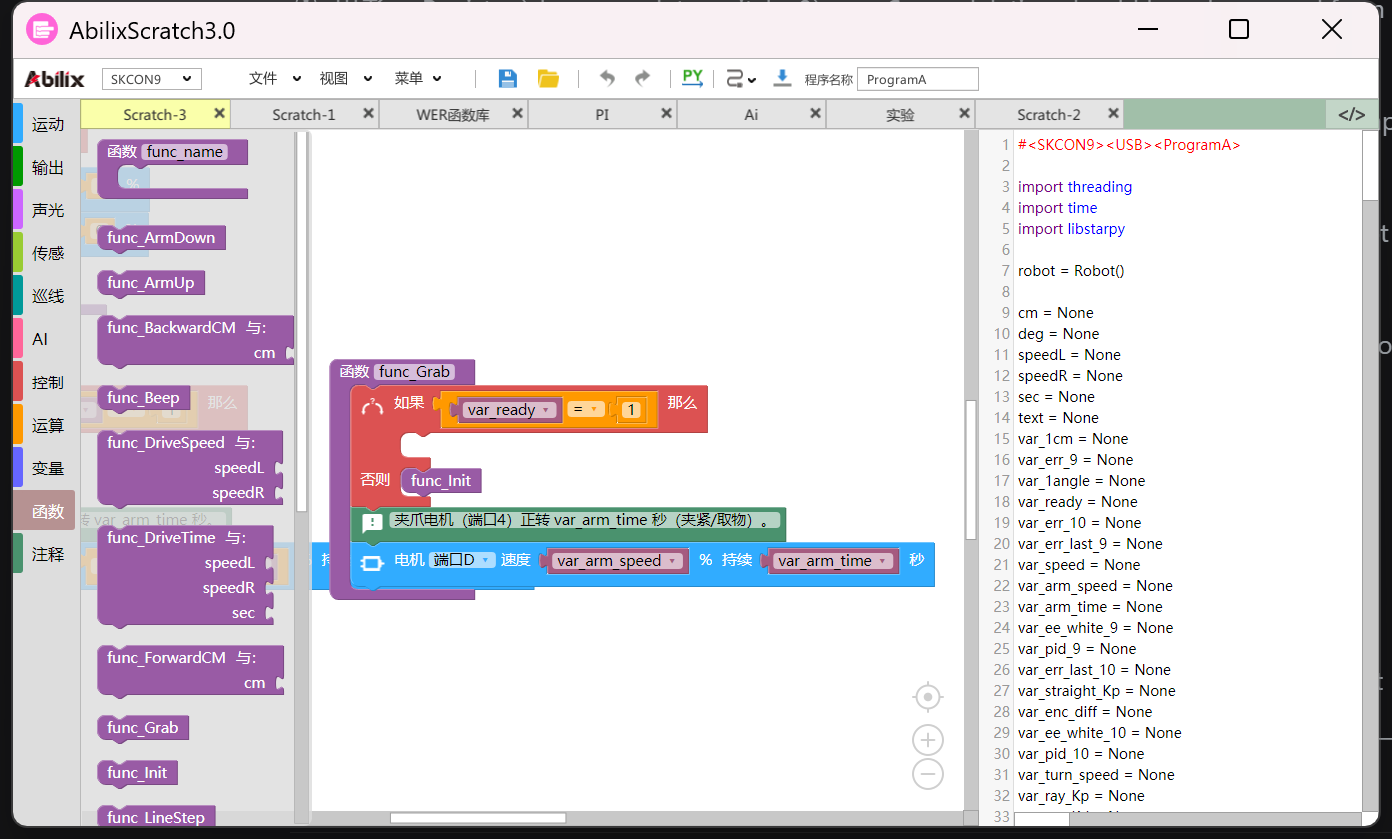 AbilixScratch3.0
Abilix SKCON9 文件 视图 菜单 PY 程序名称 ProgramA
Scratch-3 Scratch-1 WER函数库 PI Ai 实验 Scratch-2 </>
运动
输出
声光
传感
巡线
AI
控制
运算
变量
函数
注释
函数 func_name
%
func_ArmDown
func_ArmUp
func_BackwardCM 与:
cm
func_Beep
那么
func_DriveSpeed 与:
speedL
speedR
转 var_arm_time 秒。
func_DriveTime 与:
speedL
speedR
sec
func_ForwardCM 与:
cm
func_Grab
func_Init
func_LineStep
函数 func_Grab
如果 var_ready = 1 那么
否则 func_Init
夹爪电机（端口4）正转 var_arm_time 秒（夹紧/取物）。
电机 端口D 速度 var_arm_speed % 持续 var_arm_time 秒
1 #<SKCON9><USB><ProgramA>
2
3 import threading
4 import time
5 import libstarpy
6
7 robot = Robot()
8
9 cm = None
10 deg = None
11 speedL = None
12 speedR = None
13 sec = None
14 text = None
15 var_1cm = None
16 var_err_9 = None
17 var_1angle = None
18 var_ready = None
19 var_err_10 = None
20 var_err_last_9 = None
21 var_speed = None
22 var_arm_speed = None
23 var_arm_time = None
24 var_ee_white_9 = None
25 var_pid_9 = None
26 var_err_last_10 = None
27 var_straight_Kp = None
28 var_enc_diff = None
29 var_ee_white_10 = None
30 var_pid_10 = None
31 var_turn_speed = None
32 var_ray_Kp = None
33